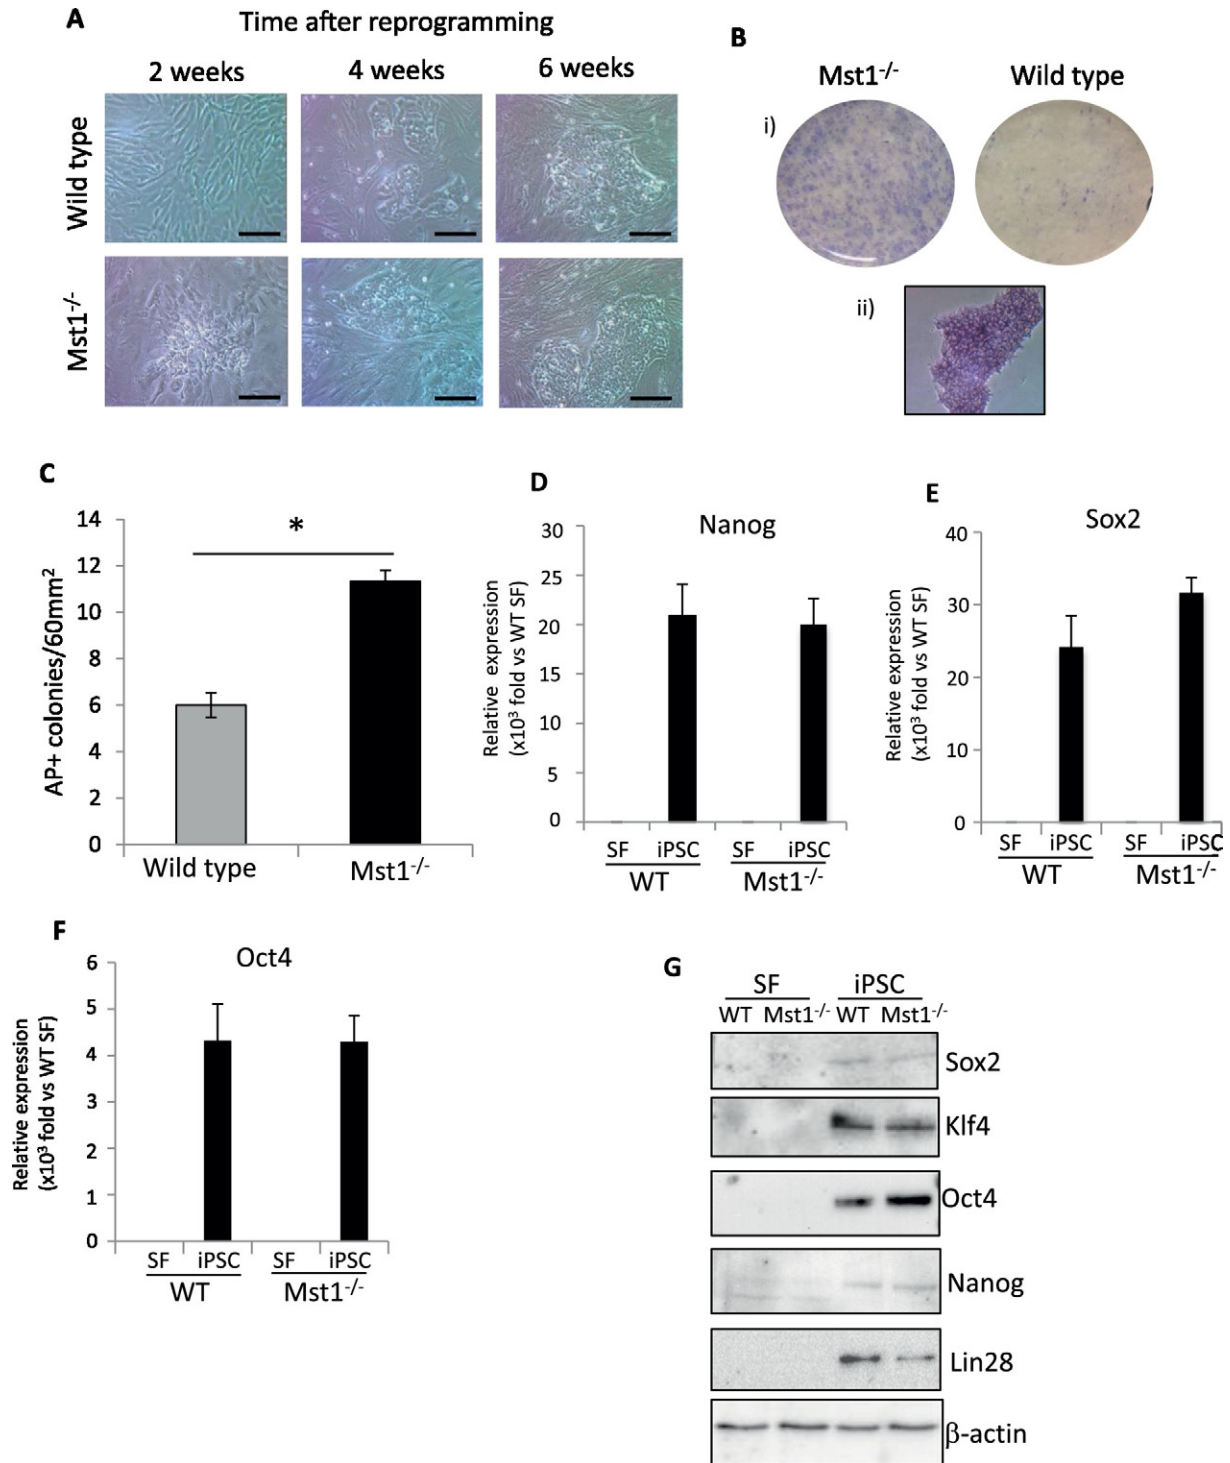 A
Time after reprogramming
2 weeks 4 weeks 6 weeks
Wild type
Mst1-/-
B
Mst1-/- Wild type
i)
ii)
C
14
12
10
8
6
4
2
0
AP+ colonies/60mm2
*
Wild type Mst1-/-
D
Nanog
Relative expression
(x10³ fold vs WT SF)
30
25
20
15
10
5
0
SF iPSC SF iPSC
WT Mst1-/-
E
Sox2
Relative expression
(x10³ fold vs WT SF)
40
30
20
10
0
SF iPSC SF iPSC
WT Mst1-/-
F
Oct4
Relative expression
(x10³ fold vs WT SF)
6
5
4
3
2
1
0
SF iPSC SF iPSC
WT Mst1-/-
G
SF iPSC
WT Mst1-/- WT Mst1-/-
Sox2
Klf4
Oct4
Nanog
Lin28
β-actin